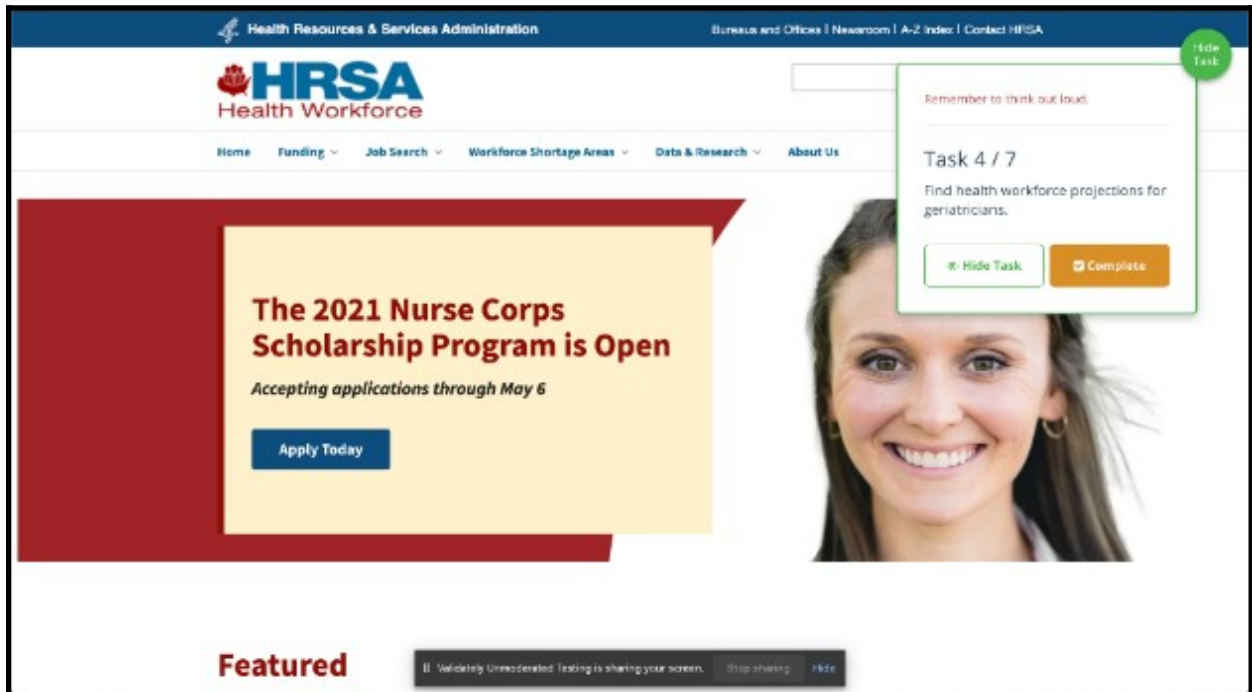 Health Resources & Services Administration
Bureaus and Offices | Newsroom | A-Z Index | Contact HRSA
Hide
Task
HRSA
Health Workforce
Remember to think out loud.
Home Funding Job Search Workforce Shortage Areas Data & Research About Us
Task 4 / 7
Find health workforce projections for
geriatricians.
Hide Task Complete
The 2021 Nurse Corps
Scholarship Program is Open
Accepting applications through May 6
Apply Today
Featured
Validately Unmoderated Testing is sharing your screen. Stop sharing Hide